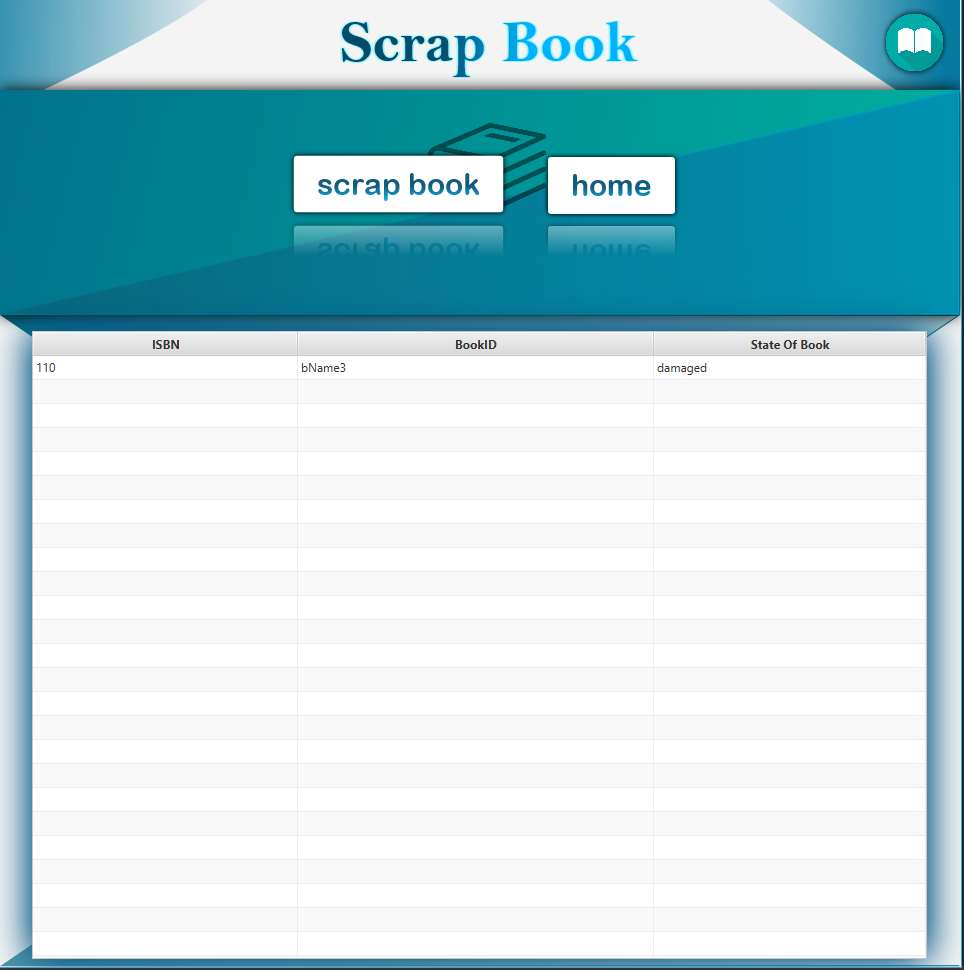 Scrap Book
scrap book home
ISBN BookID State Of Book
110 bName3 damaged